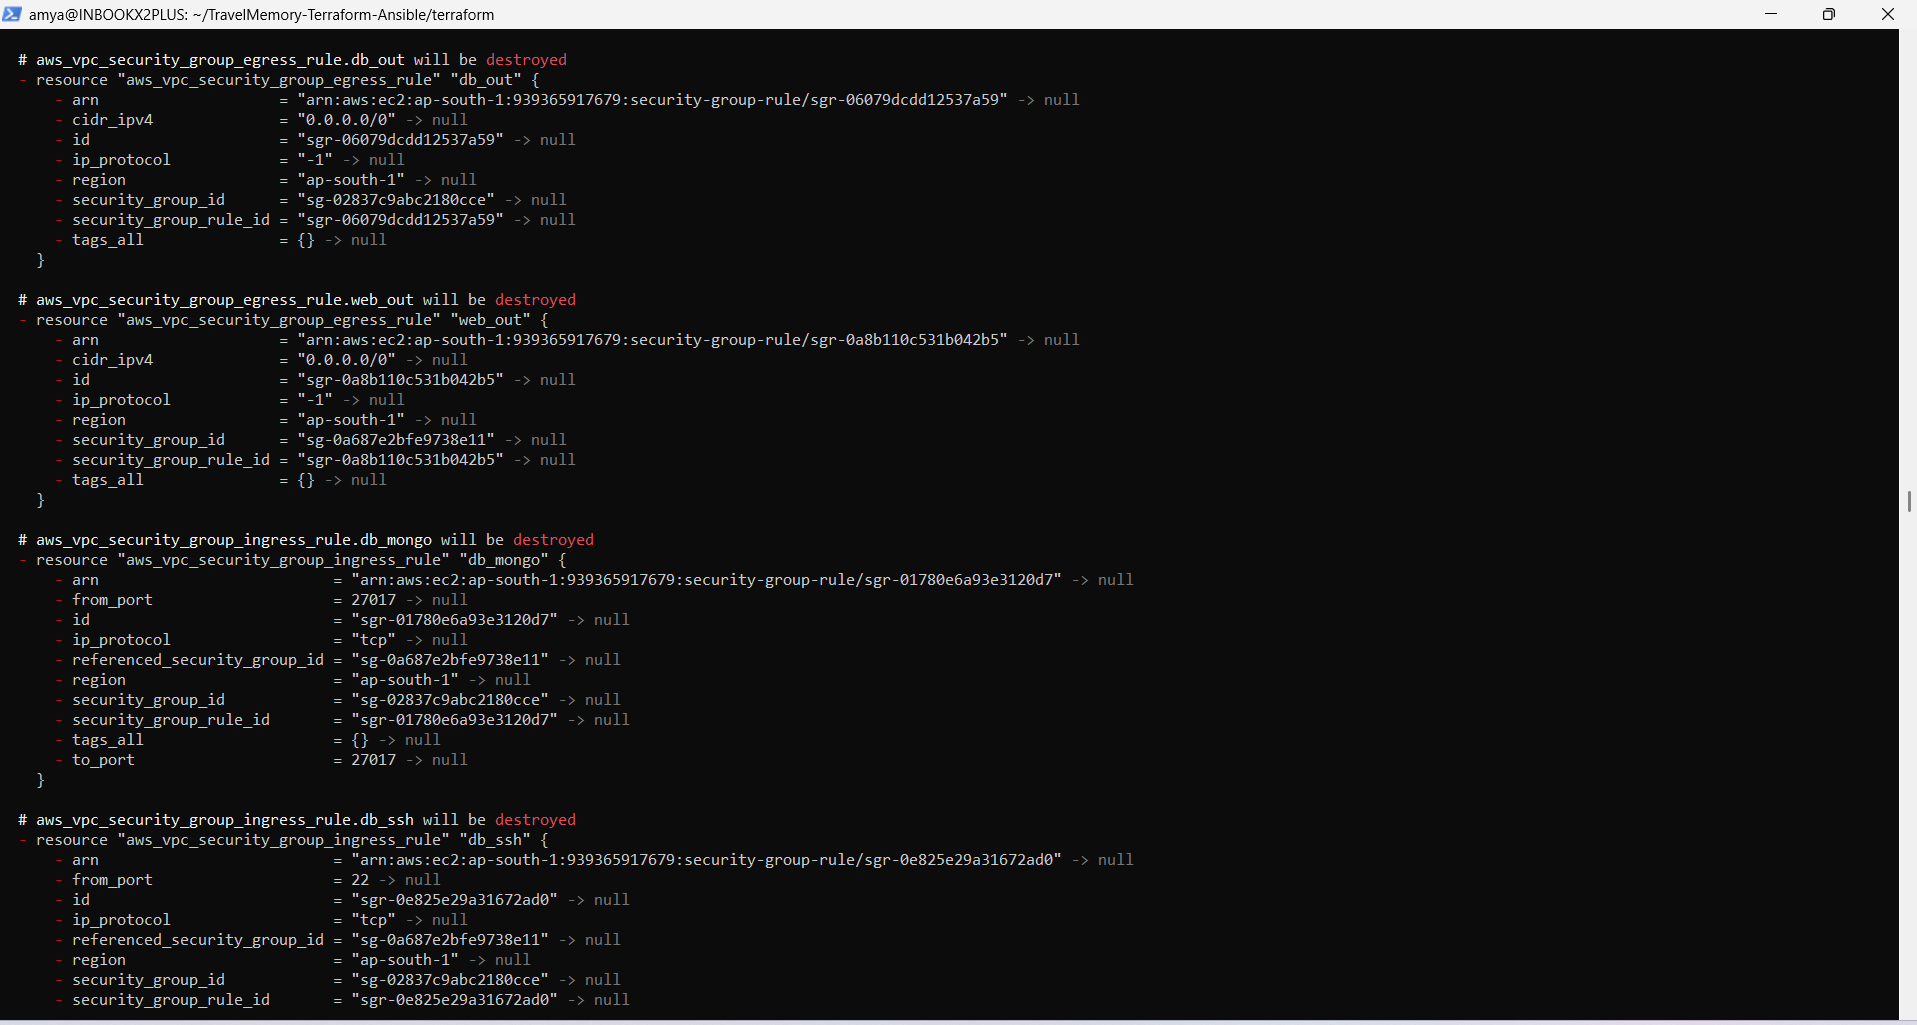 amya@INBOOKX2PLUS: ~/TravelMemory-Terraform-Ansible/terraform
# aws_vpc_security_group_egress_rule.db_out will be destroyed
- resource "aws_vpc_security_group_egress_rule" "db_out" {
- arn = "arn:aws:ec2:ap-south-1:939365917679:security-group-rule/sgr-06079dcdd12537a59" -> null
- cidr_ipv4 = "0.0.0.0/0" -> null
- id = "sgr-06079dcdd12537a59" -> null
- ip_protocol = "-1" -> null
- region = "ap-south-1" -> null
- security_group_id = "sg-02837c9abc2180cce" -> null
- security_group_rule_id = "sgr-06079dcdd12537a59" -> null
- tags_all = {} -> null
}
# aws_vpc_security_group_egress_rule.web_out will be destroyed
- resource "aws_vpc_security_group_egress_rule" "web_out" {
- arn = "arn:aws:ec2:ap-south-1:939365917679:security-group-rule/sgr-0a8b110c531b042b5" -> null
- cidr_ipv4 = "0.0.0.0/0" -> null
- id = "sgr-0a8b110c531b042b5" -> null
- ip_protocol = "-1" -> null
- region = "ap-south-1" -> null
- security_group_id = "sg-0a687e2bfe9738e11" -> null
- security_group_rule_id = "sgr-0a8b110c531b042b5" -> null
- tags_all = {} -> null
}
# aws_vpc_security_group_ingress_rule.db_mongo will be destroyed
- resource "aws_vpc_security_group_ingress_rule" "db_mongo" {
- arn = "arn:aws:ec2:ap-south-1:939365917679:security-group-rule/sgr-01780e6a93e3120d7" -> null
- from_port = 27017 -> null
- id = "sgr-01780e6a93e3120d7" -> null
- ip_protocol = "tcp" -> null
- referenced_security_group_id = "sg-0a687e2bfe9738e11" -> null
- region = "ap-south-1" -> null
- security_group_id = "sg-02837c9abc2180cce" -> null
- security_group_rule_id = "sgr-01780e6a93e3120d7" -> null
- tags_all = {} -> null
- to_port = 27017 -> null
}
# aws_vpc_security_group_ingress_rule.db_ssh will be destroyed
- resource "aws_vpc_security_group_ingress_rule" "db_ssh" {
- arn = "arn:aws:ec2:ap-south-1:939365917679:security-group-rule/sgr-0e825e29a31672ad0" -> null
- from_port = 22 -> null
- id = "sgr-0e825e29a31672ad0" -> null
- ip_protocol = "tcp" -> null
- referenced_security_group_id = "sg-0a687e2bfe9738e11" -> null
- region = "ap-south-1" -> null
- security_group_id = "sg-02837c9abc2180cce" -> null
- security_group_rule_id = "sgr-0e825e29a31672ad0" -> null